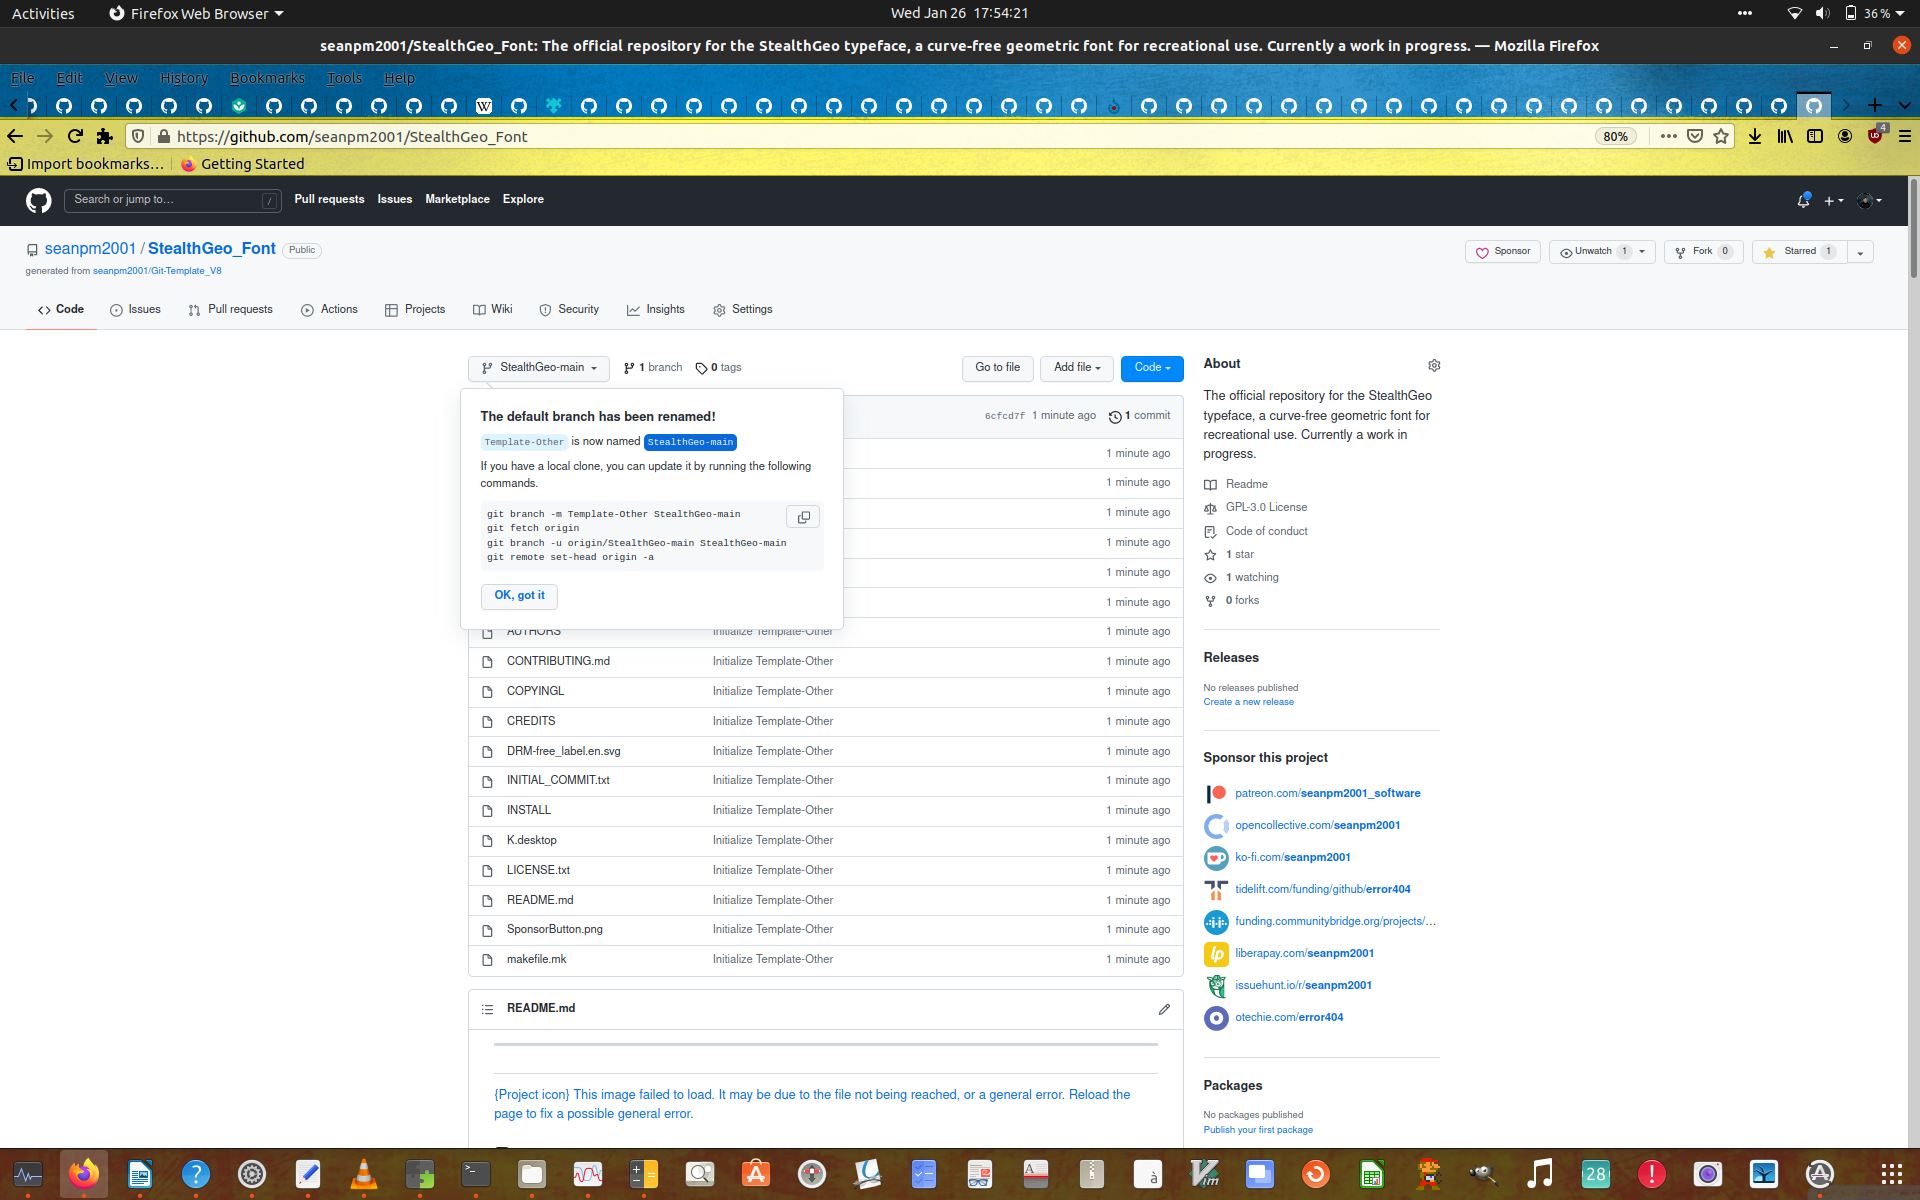 Activities
Firefox Web Browser
Wed Jan 26 17:54:21
36%
seanpm2001/StealthGeo_Font: The official repository for the StealthGeo typeface, a curve-free geometric font for recreational use. Currently a work in progress. — Mozilla Firefox
File Edit View History Bookmarks Tools Help
https://github.com/seanpm2001/StealthGeo_Font
80%
4
Import bookmarks…
Getting Started
Search or jump to…
/
Pull requests Issues Marketplace Explore
seanpm2001 / StealthGeo_Font
Public
Sponsor
Unwatch 1
Fork 0
Starred 1
generated from seanpm2001/Git-Template_V8
Code
Issues
Pull requests
Actions
Projects
Wiki
Security
Insights
Settings
StealthGeo-main
1 branch
0 tags
Go to file
Add file
Code
The default branch has been renamed!
Template-Other is now named StealthGeo-main
If you have a local clone, you can update it by running the following
commands.
git branch -m Template-Other StealthGeo-main
git fetch origin
git branch -u origin/StealthGeo-main StealthGeo-main
git remote set-head origin -a
OK, got it
6cfcd7f 1 minute ago
1 commit
1 minute ago
1 minute ago
1 minute ago
1 minute ago
1 minute ago
1 minute ago
AUTHORS Initialize Template-Other 1 minute ago
CONTRIBUTING.md Initialize Template-Other 1 minute ago
COPYINGL Initialize Template-Other 1 minute ago
CREDITS Initialize Template-Other 1 minute ago
DRM-free_label.en.svg Initialize Template-Other 1 minute ago
INITIAL_COMMIT.txt Initialize Template-Other 1 minute ago
INSTALL Initialize Template-Other 1 minute ago
K.desktop Initialize Template-Other 1 minute ago
LICENSE.txt Initialize Template-Other 1 minute ago
README.md Initialize Template-Other 1 minute ago
SponsorButton.png Initialize Template-Other 1 minute ago
makefile.mk Initialize Template-Other 1 minute ago
README.md
{Project icon} This image failed to load. It may be due to the file not being reached, or a general error. Reload the
page to fix a possible general error.
About
The official repository for the StealthGeo
typeface, a curve-free geometric font for
recreational use. Currently a work in
progress.
Readme
GPL-3.0 License
Code of conduct
1 star
1 watching
0 forks
Releases
No releases published
Create a new release
Sponsor this project
patreon.com/seanpm2001_software
opencollective.com/seanpm2001
ko-fi.com/seanpm2001
tidelift.com/funding/github/error404
funding.communitybridge.org/projects/…
lp
liberapay.com/seanpm2001
issuehunt.io/r/seanpm2001
otechie.com/error404
Packages
No packages published
Publish your first package
28